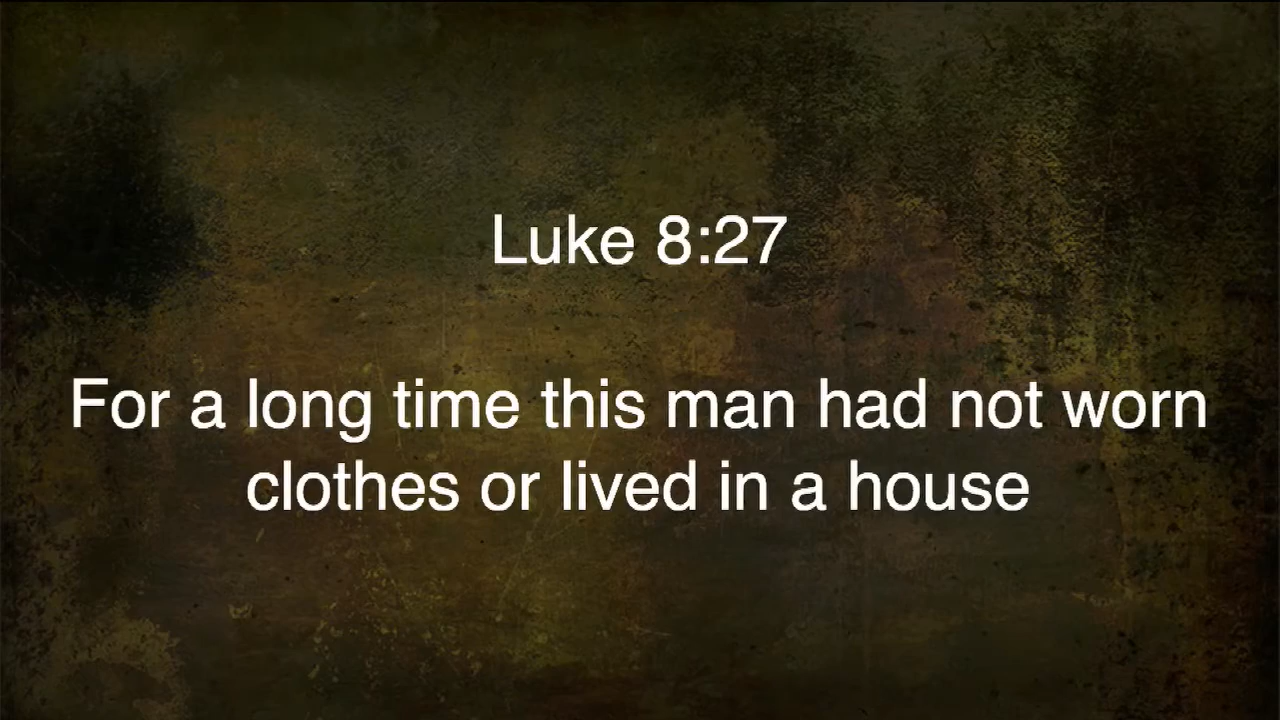 Luke 8:27
For a long time this man had not worn
clothes or lived in a house